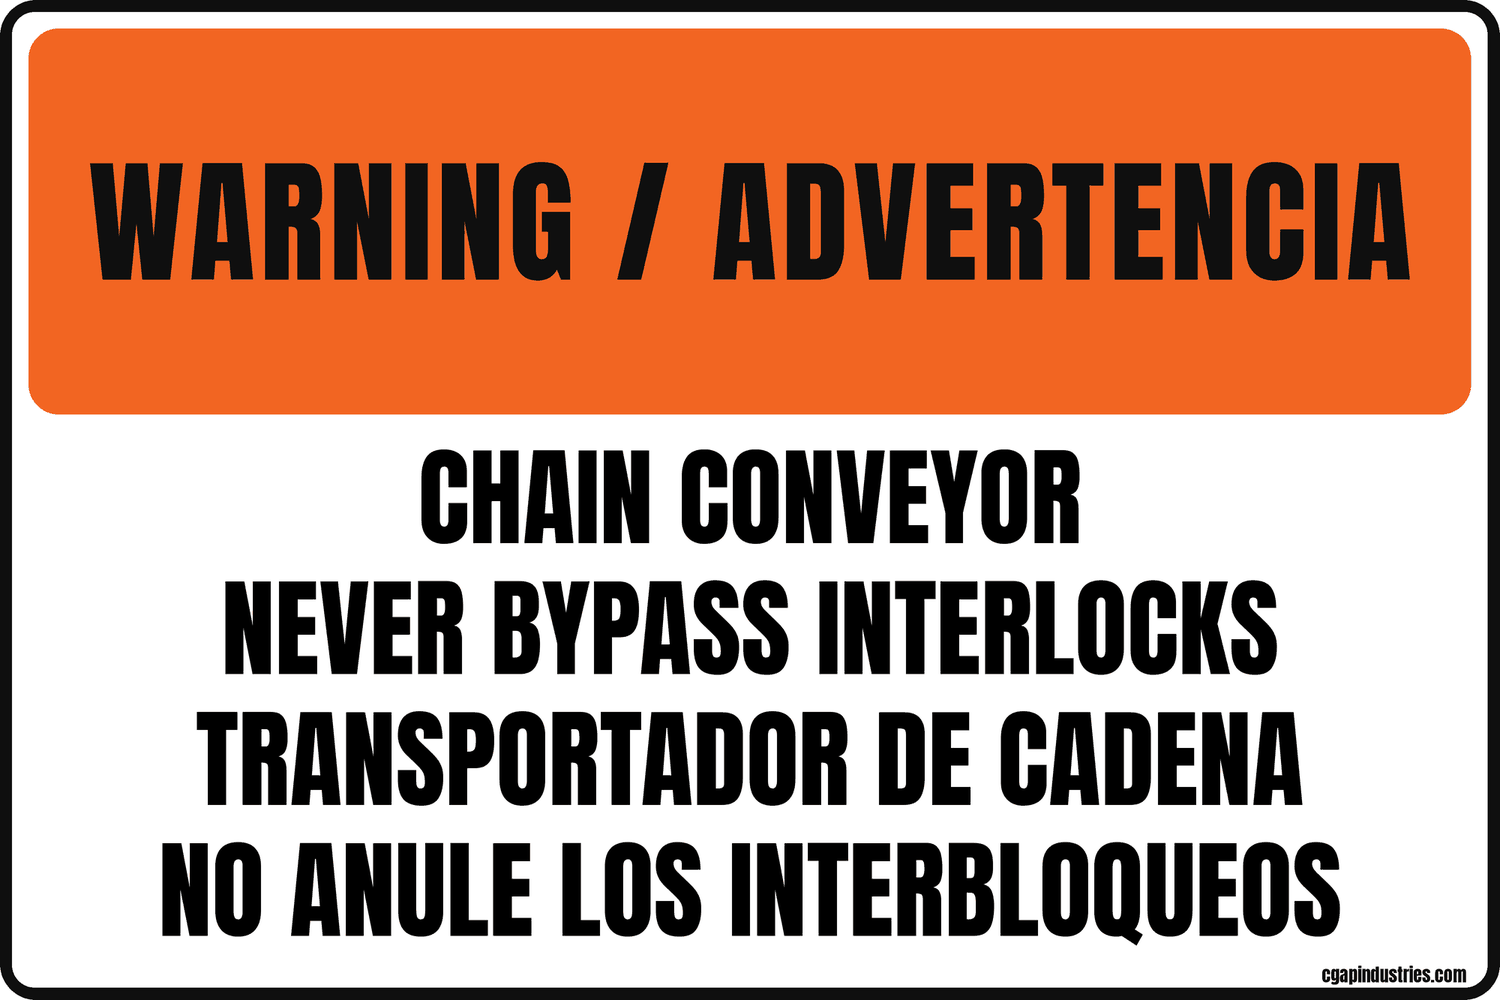 WARNING / ADVERTENCIA
CHAIN CONVEYOR
NEVER BYPASS INTERLOCKS
TRANSPORTADOR DE CADENA
NO ANULE LOS INTERBLOQUEOS
cgapindustries.com